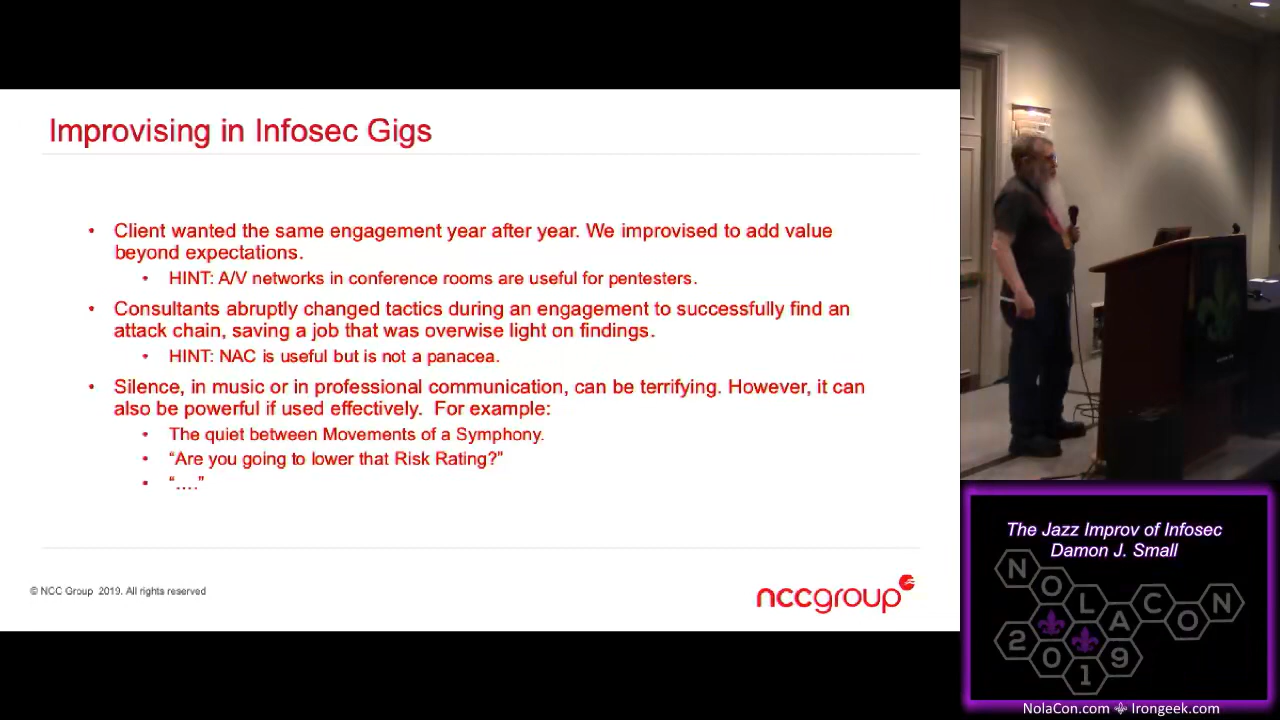 Improvising in Infosec Gigs
• Client wanted the same engagement year after year. We improvised to add value
beyond expectations.
• HINT: A/V networks in conference rooms are useful for pentesters.
• Consultants abruptly changed tactics during an engagement to successfully find an
attack chain, saving a job that was overwise light on findings.
• HINT: NAC is useful but is not a panacea.
• Silence, in music or in professional communication, can be terrifying. However, it can
also be powerful if used effectively. For example:
• The quiet between Movements of a Symphony.
• “Are you going to lower that Risk Rating?”
• “....”
© NCC Group 2019. All rights reserved
nccgroup
The Jazz Improv of Infosec
Damon J. Small
NOLACON
2019
NolaCon.com ⚜ Irongeek.com